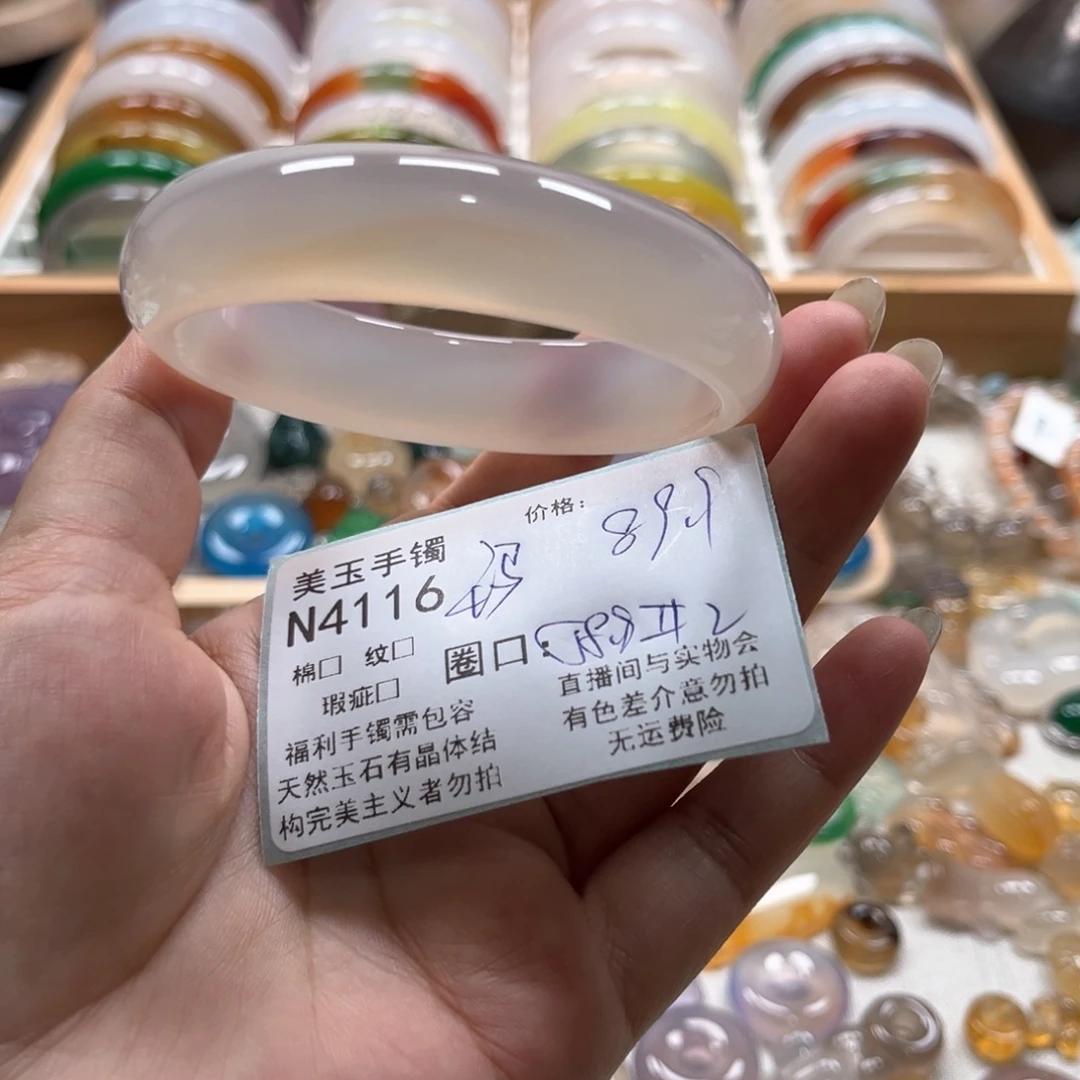 价格: 899
美玉手镯
N4116 冯
棉□ 纹□ 圈口:
瑕疵□
福利手镯需包容
天然玉石有晶体结
构完美主义者勿拍
直播间与实物会
有色差介意勿拍
无运费险